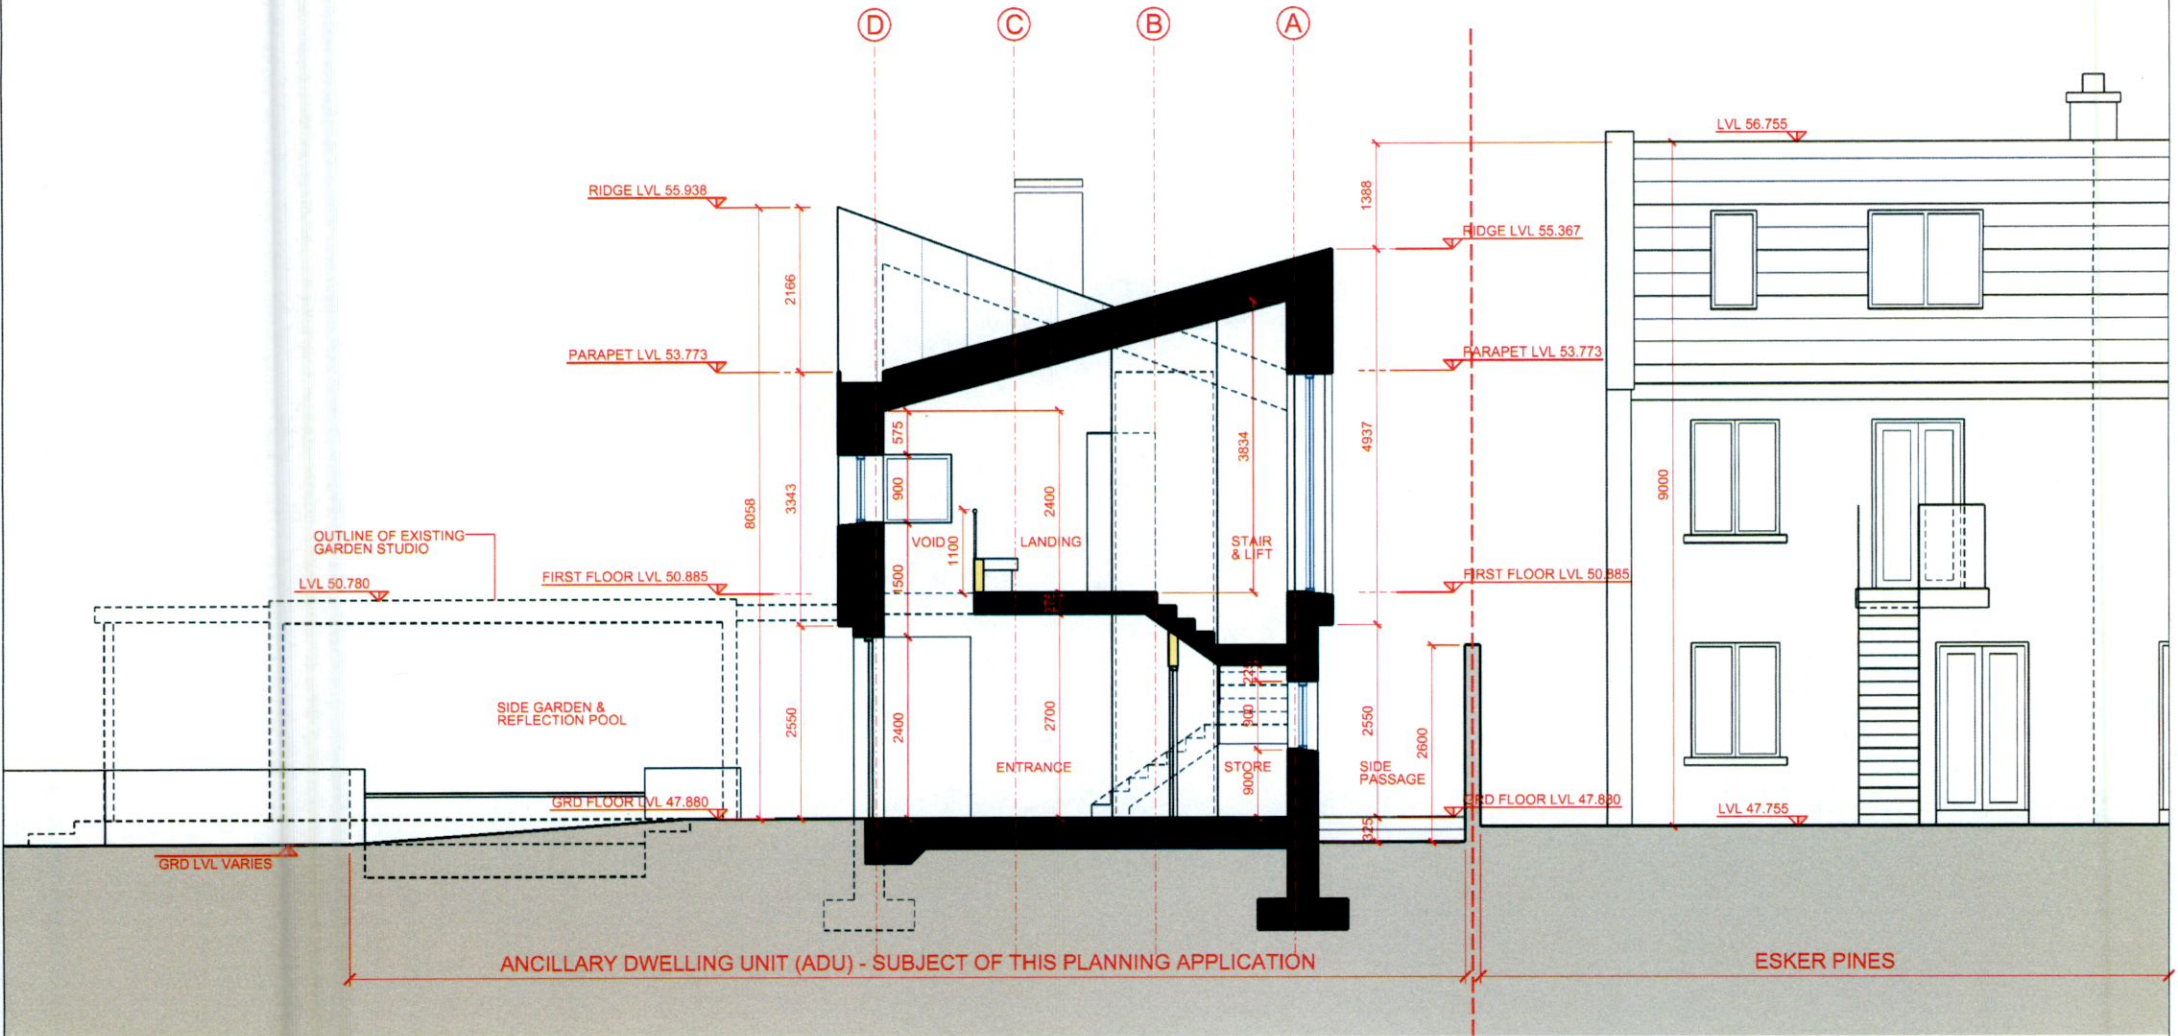 D
C
B
A
LVL 56.755
RIDGE LVL 55.938
1388
RIDGE LVL 55.367
2166
PARAPET LVL 53.773
PARAPET LVL 53.773
575
3834
4937
900
2400
3343
8058
9000
OUTLINE OF EXISTING
GARDEN STUDIO
VOID
1100
LANDING
STAIR
& LIFT
LVL 50.780
FIRST FLOOR LVL 50.885
1500
FIRST FLOOR LVL 50.885
SIDE GARDEN &
REFLECTION POOL
2550
2400
2700
225
900
2550
2600
ENTRANCE
STORE
SIDE
PASSAGE
900
GRD FLOOR LVL 47.880
GRD FLOOR LVL 47.880
LVL 47.755
325
GRD LVL VARIES
ANCILLARY DWELLING UNIT (ADU) - SUBJECT OF THIS PLANNING APPLICATION
ESKER PINES